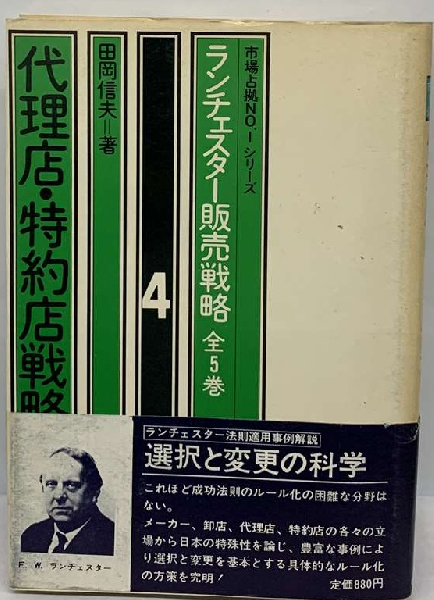 市場占拠NO.1シリーズ
ランチェスター販売戦略 全5巻
4
田岡信夫=著
代理店・特約店戦略
ランチェスター法則適用事例解説
選択と変更の科学
これほど成功法則のルール化の困難な分野は
ない。
メーカー、卸店、代理店、特約店の各々の立
場から日本の特殊性を論じ、豊富な事例によ
り選択と変更を基本とする具体的なルール化
の方策を究明!
定価880円
F. W. ランチェスター